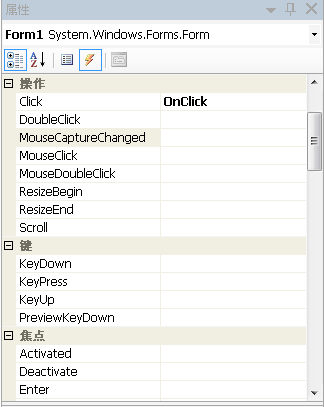 属性
Form1 System.Windows.Forms.Form
操作
Click OnClick
DoubleClick
MouseCaptureChanged
MouseClick
MouseDoubleClick
ResizeBegin
ResizeEnd
Scroll
键
KeyDown
KeyPress
KeyUp
PreviewKeyDown
焦点
Activated
Deactivate
Enter